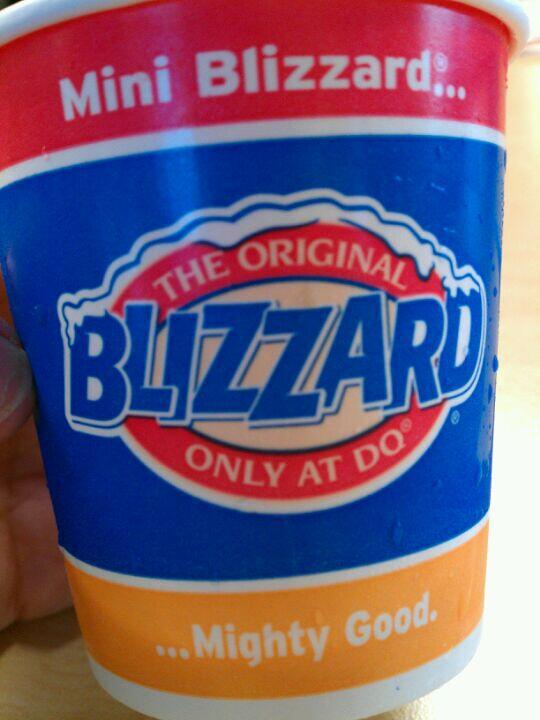 Mini Blizzard®...
THE ORIGINAL
BLIZZARD®
ONLY AT DQ®
...Mighty Good.